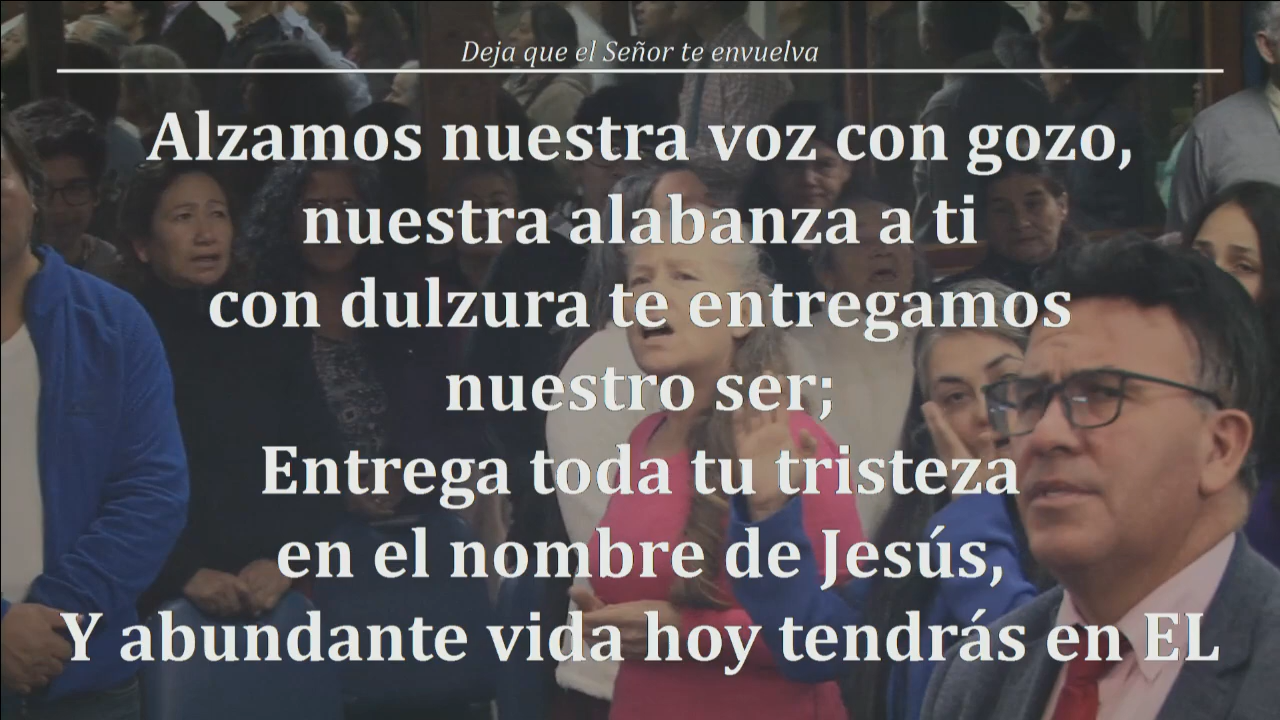 Deja que el Señor te envuelva
Alzamos nuestra voz con gozo,
nuestra alabanza a ti
con dulzura te entregamos
nuestro ser;
Entrega toda tu tristeza
en el nombre de Jesús,
Y abundante vida hoy tendrás en EL